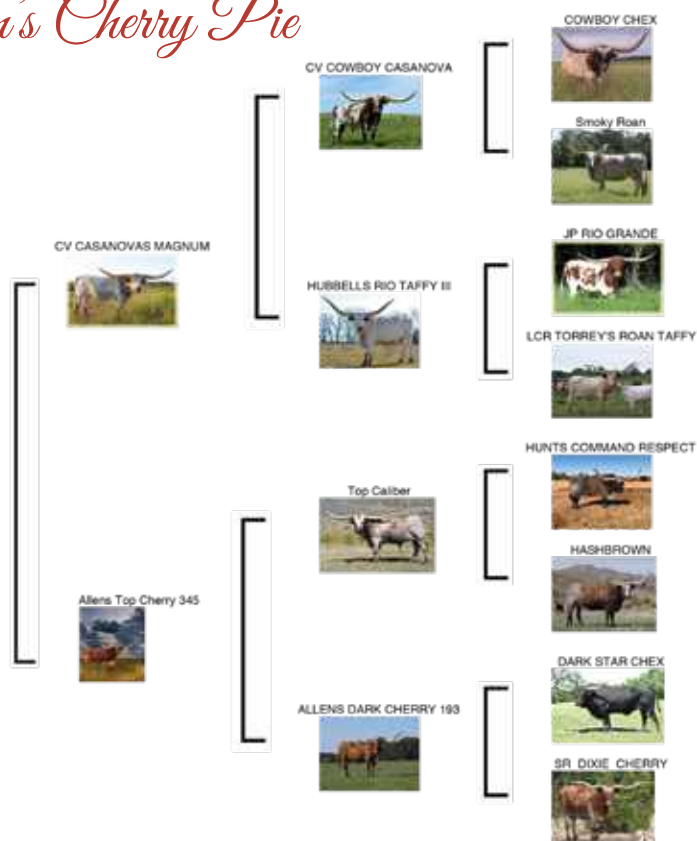 's Cherry Pie
COWBOY CHEX
CV COWBOY CASANOVA
Smoky Roan
CV CASANOVAS MAGNUM
JP RIO GRANDE
HUBBELLS RIO TAFFY III
LCR TORREY'S ROAN TAFFY
HUNTS COMMAND RESPECT
Top Caliber
HASHBROWN
Allens Top Cherry 345
DARK STAR CHEX
ALLENS DARK CHERRY 193
SR DIXIE CHERRY